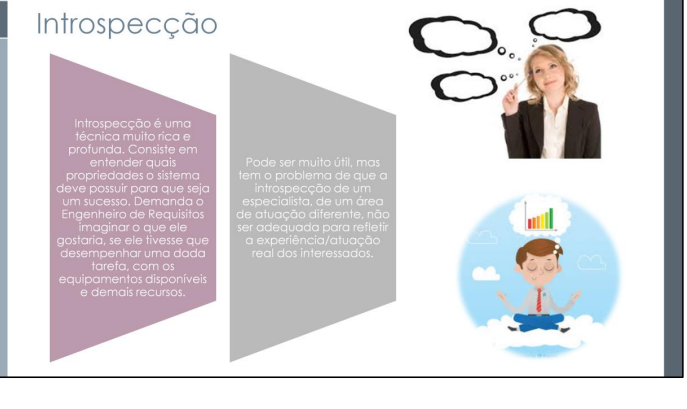 Introspecção
Introspecção é uma
técnica muito rica e
profunda. Consiste em
entender quais
propriedades o sistema
deve possuir para que seja
um sucesso. Demanda o
Engenheiro de Requisitos
imaginar o que ele
gostaria, se ele tivesse que
desempenhar uma dada
tarefa, com os
equipamentos disponíveis
e demais recursos.
Pode ser muito útil, mas
tem o problema de que a
introspecção de um
especialista, de um área
de atuação diferente, não
ser adequada para refletir
a experiência/atuação
real dos interessados.